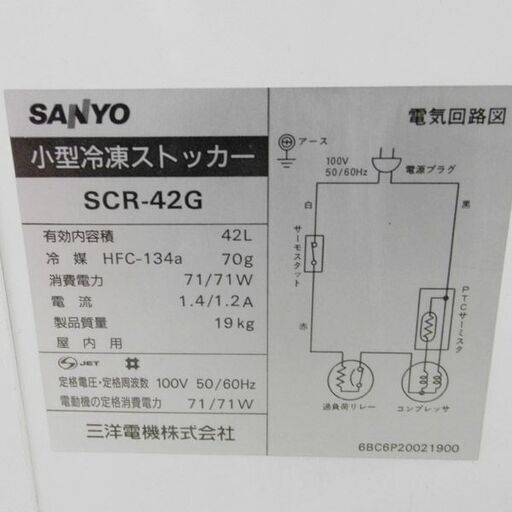 SANYO
小型冷凍ストッカー
SCR-42G
有効内容積 42L
冷媒 HFC-134a 70g
消費電力 71/71W
電流 1.4/1.2A
製品質量 19kg
屋内用
S JET
定格電圧・定格周波数 100V 50/60Hz
電動機の定格消費電力 71/71W
三洋電機株式会社
電気回路図
アース
100V
50/60Hz
電源プラグ
白
黒
サーモスタット
PTCサーミスタ
赤
過負荷リレー
コンプレッサ
6BC6P20021900